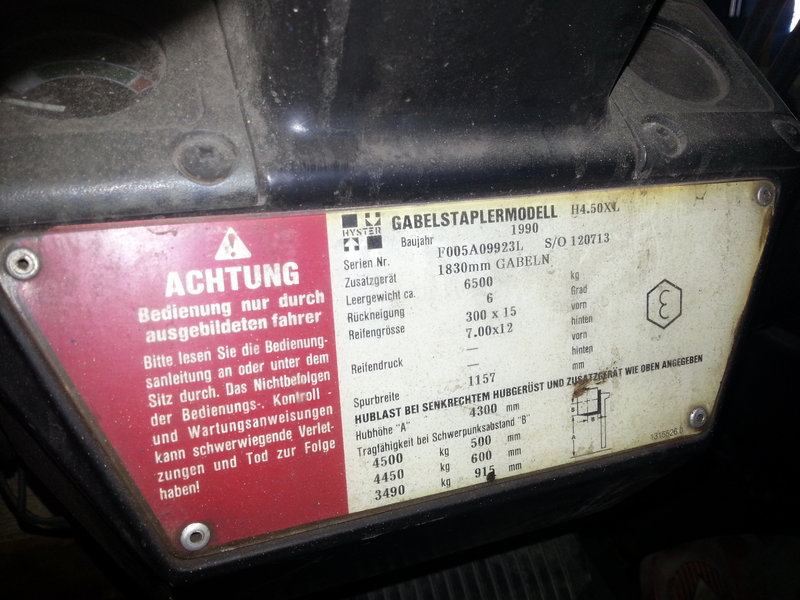 ACHTUNG
Bedienung nur durch
ausgebildeten fahrer
Bitte lesen Sie die Bedienung-
sanleitung an oder unter dem
Sitz durch. Das Nichtbefolgen
der Bedienungs-. Kontroll -
und Wartungsanweisungen
kann schwerwiegende Verlet-
zungen und Tod zur Folge
haben!
HYSTER
GABELSTAPLERMODELL H4.50XL
Baujahr 1990
Serien Nr. F005A09923L S/O 120713
Zusatzgerät 1830mm GABELN
Leergewicht ca. 6500 kg
Rückneigung 6 Grad
Reifengrösse 300 x 15 vorn
7.00x12 hinten
Reifendruck — vorn
— hinten
Spurbreite 1157 mm
HUBLAST BEI SENKRECHTEM HUBGERÜST UND ZUSATZGERÄT WIE OBEN ANGEGEBEN
Hubhöhe "A" 4300 mm
Tragfähigkeit bei Schwerpunksabstand "B"
4500 kg 500 mm
4450 kg 600 mm
3490 kg 915 mm